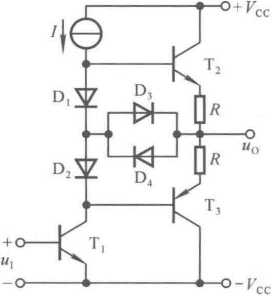 +V_CC
I
T₂
D₁
D₃
R
u_O
D₂
D₄
R
T₃
+
u_I
T₁
−
−V_CC